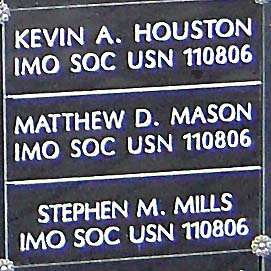 KEVIN A. HOUSTON
IMO SOC USN 110806
MATTHEW D. MASON
IMO SOC USN 110806
STEPHEN M. MILLS
IMO SOC USN 110806